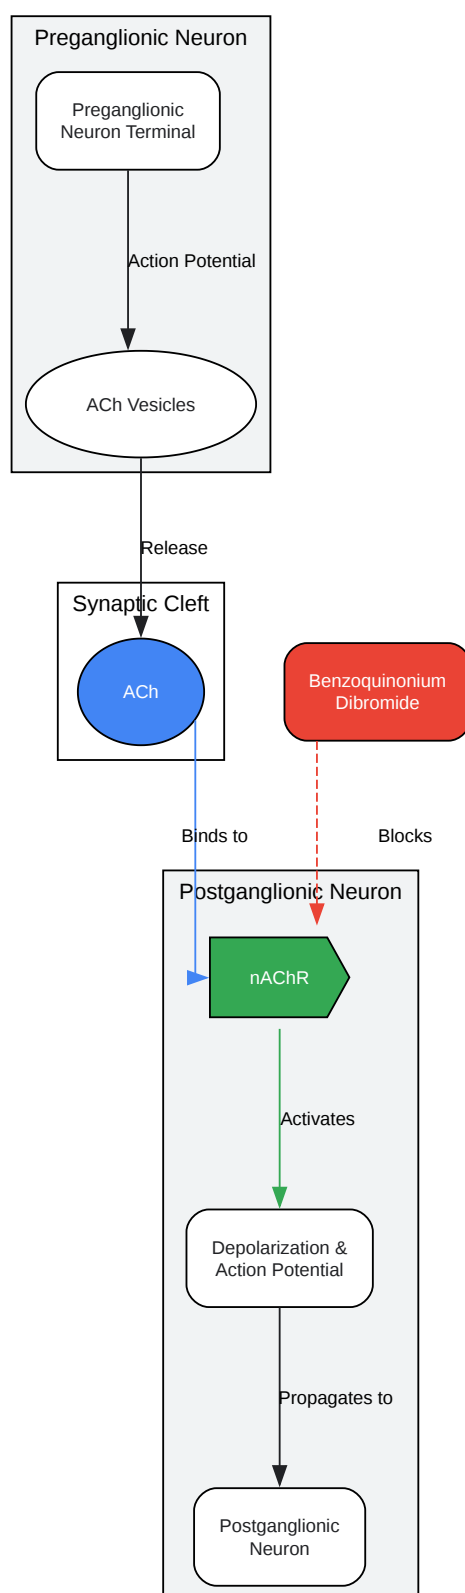 Preganglionic Neuron
Preganglionic
Neuron Terminal
Action Potential
ACh Vesicles
Release
Synaptic Cleft
ACh
Benzoquinonium
Dibromide
Binds to
Blocks
Postganglionic Neuron
nAChR
Activates
Depolarization &
Action Potential
Propagates to
Postganglionic
Neuron